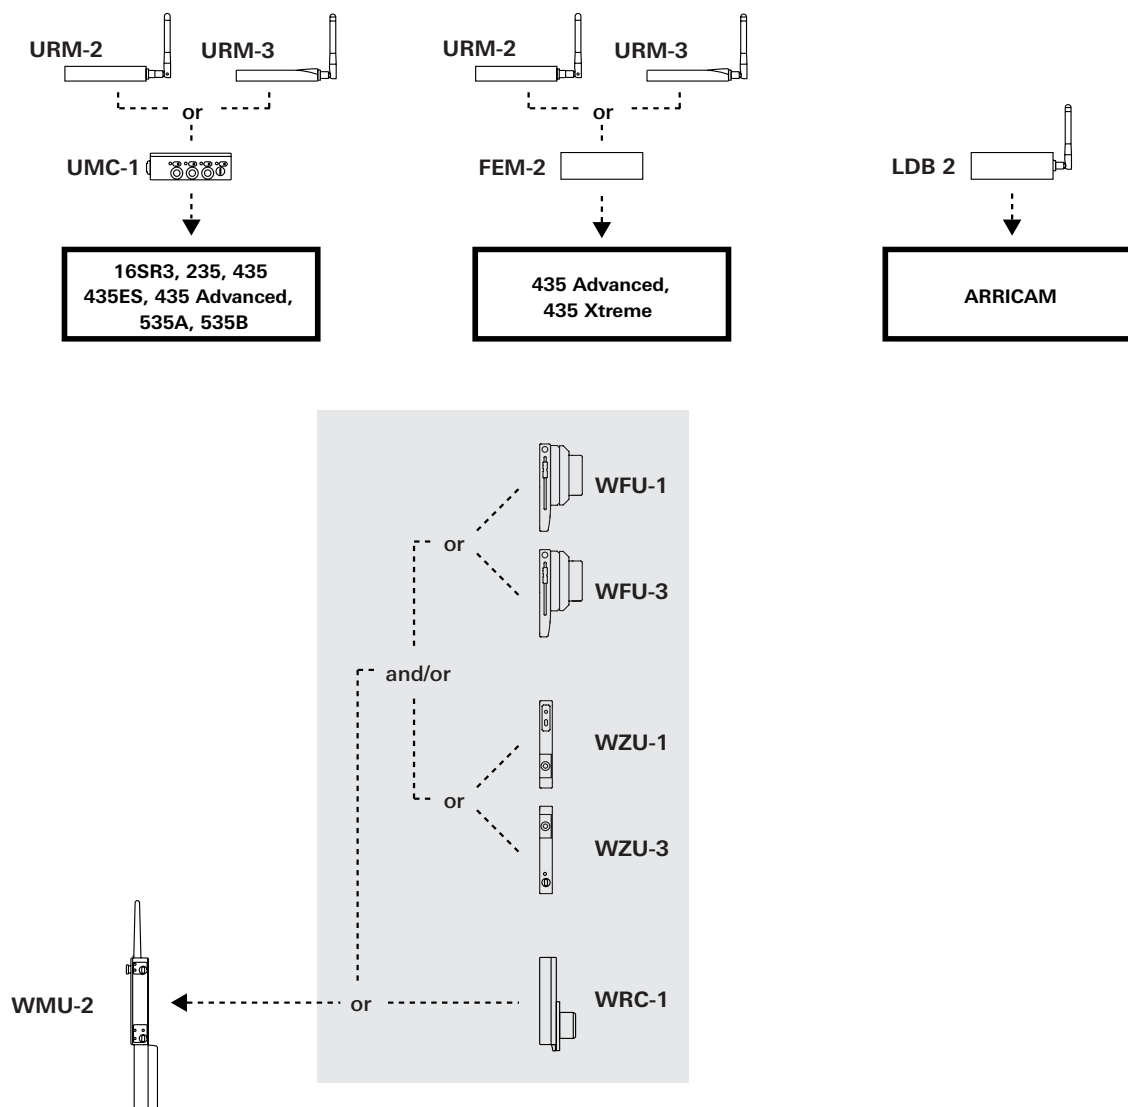 URM-2
URM-3
or
UMC-1
16SR3, 235, 435
435ES, 435 Advanced,
535A, 535B
URM-2
URM-3
or
FEM-2
435 Advanced,
435 Xtreme
LDB 2
ARRICAM
WFU-1
or
WFU-3
and/or
WZU-1
or
WZU-3
WMU-2
or
WRC-1